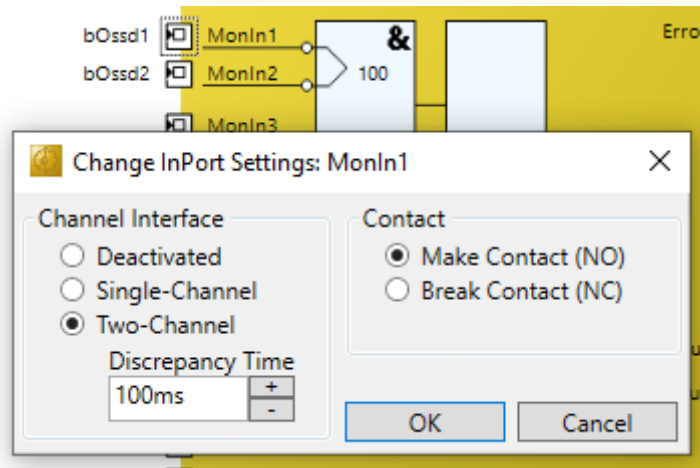 bOssd1 MonIn1 & Erro
bOssd2 MonIn2 100
MonIn3
Change InPort Settings: MonIn1
Channel Interface
Deactivated
Single-Channel
Two-Channel
Discrepancy Time
100ms
+
-
Contact
Make Contact (NO)
Break Contact (NC)
OK Cancel